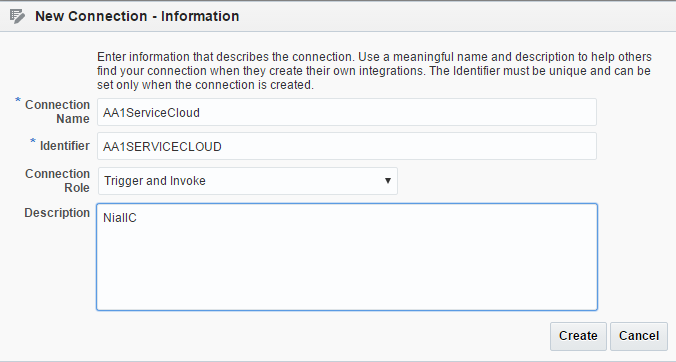 New Connection - Information
Enter information that describes the connection. Use a meaningful name and description to help others
find your connection when they create their own integrations. The Identifier must be unique and can be
set only when the connection is created.
* Connection Name AA1ServiceCloud
* Identifier AA1SERVICECLOUD
Connection Role Trigger and Invoke
Description NiallC
Create Cancel